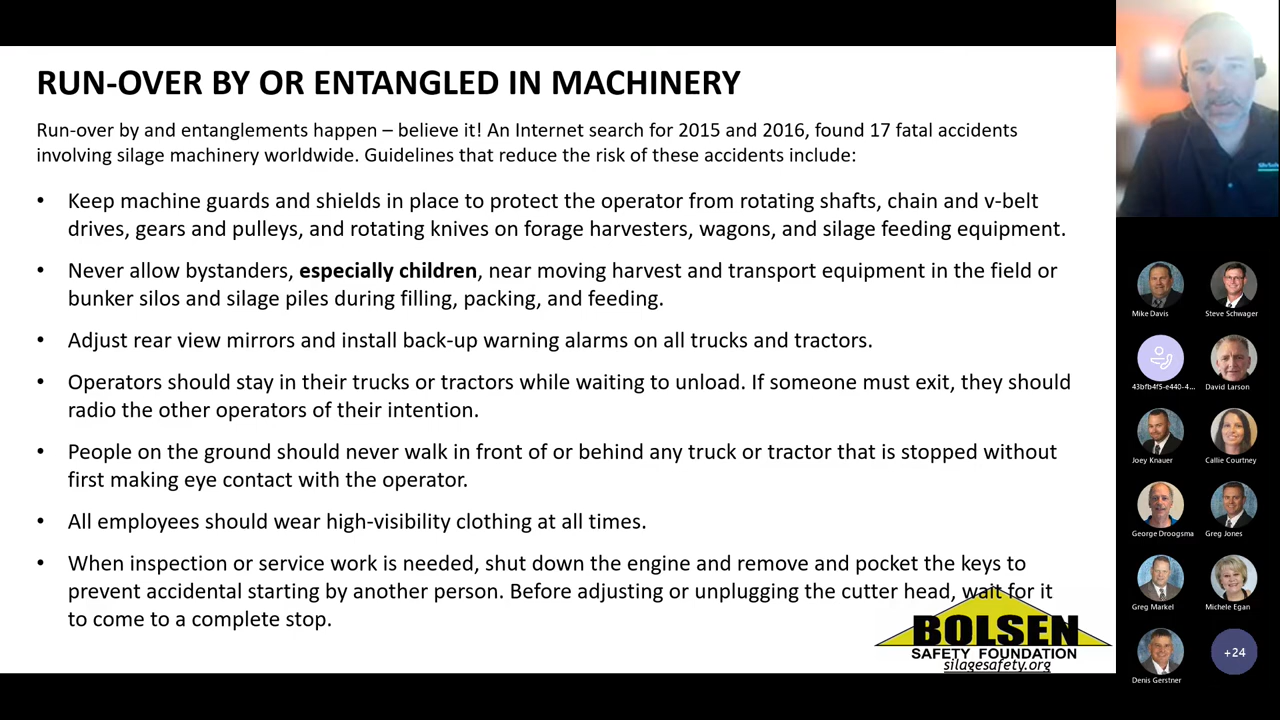 RUN-OVER BY OR ENTANGLED IN MACHINERY
Run-over by and entanglements happen – believe it! An Internet search for 2015 and 2016, found 17 fatal accidents
involving silage machinery worldwide. Guidelines that reduce the risk of these accidents include:
• Keep machine guards and shields in place to protect the operator from rotating shafts, chain and v-belt
drives, gears and pulleys, and rotating knives on forage harvesters, wagons, and silage feeding equipment.
• Never allow bystanders, especially children, near moving harvest and transport equipment in the field or
bunker silos and silage piles during filling, packing, and feeding.
• Adjust rear view mirrors and install back-up warning alarms on all trucks and tractors.
• Operators should stay in their trucks or tractors while waiting to unload. If someone must exit, they should
radio the other operators of their intention.
• People on the ground should never walk in front of or behind any truck or tractor that is stopped without
first making eye contact with the operator.
• All employees should wear high-visibility clothing at all times.
• When inspection or service work is needed, shut down the engine and remove and pocket the keys to
prevent accidental starting by another person. Before adjusting or unplugging the cutter head, wait for it
to come to a complete stop.
BOLSEN
SAFETY FOUNDATION
silagesafety.org
Mike Davis
Steve Schwager
43bfb4f5-e440-4...
David Larson
Joey Knauer
Callie Courtney
George Droogsma
Greg Jones
Greg Markel
Michele Egan
Denis Gerstner
+24